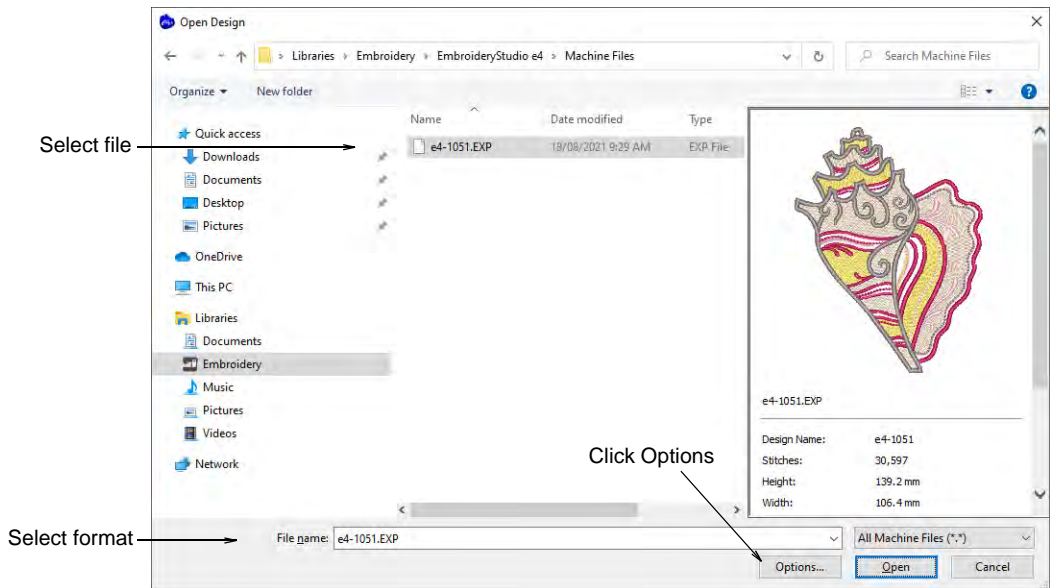 Open Design
Libraries > Embroidery > EmbroideryStudio e4 > Machine Files
Search Machine Files
Organize
New folder
Name Date modified Type
Select file
Quick access
Downloads
Documents
Desktop
Pictures
OneDrive
This PC
Libraries
Documents
Embroidery
Music
Pictures
Videos
Network
e4-1051.EXP 18/08/2021 9:29 AM EXP File
e4-1051.EXP
Design Name: e4-1051
Stitches: 30,597
Height: 139.2 mm
Width: 106.4 mm
Click Options
Select format
File name: e4-1051.EXP
All Machine Files (*.*)
Options... Open Cancel